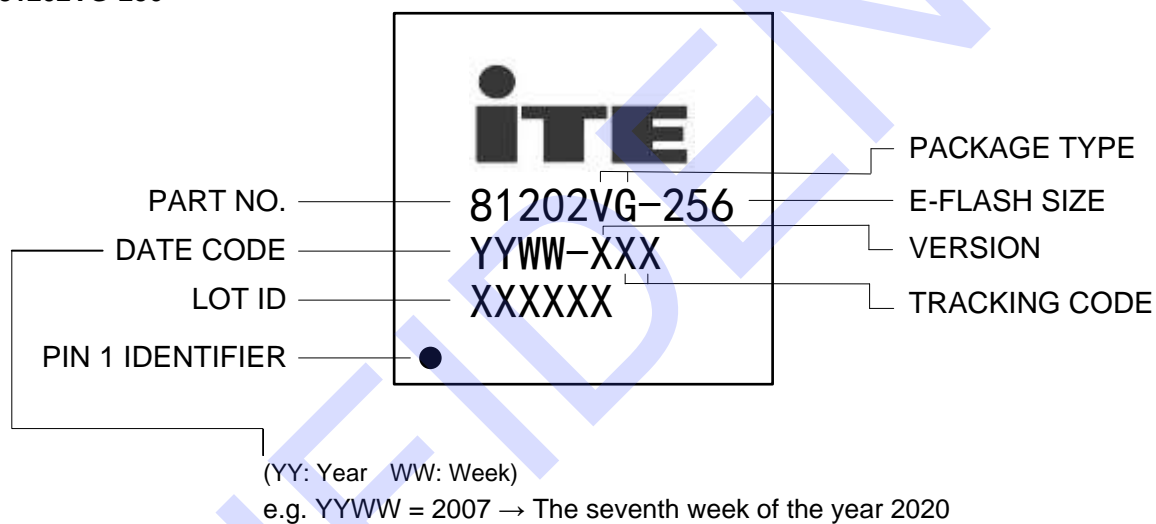 iTE
PACKAGE TYPE
PART NO.
81202VG-256
E-FLASH SIZE
DATE CODE
YYWW-XXX
VERSION
LOT ID
XXXXXX
TRACKING CODE
PIN 1 IDENTIFIER
(YY: Year WW: Week)
e.g. YYWW = 2007 → The seventh week of the year 2020